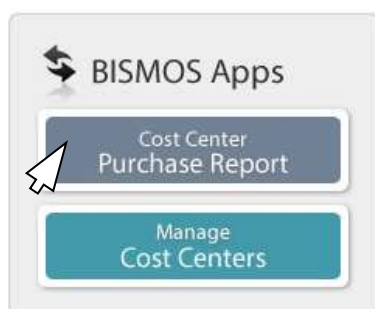 BISMOS Apps
Cost Center
Purchase Report
Manage
Cost Centers